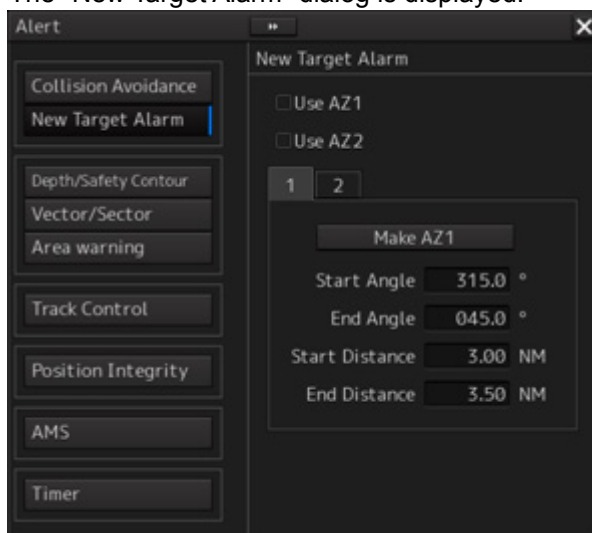 The "New Target Alarm" dialog is displayed.
Alert
New Target Alarm
Collision Avoidance
New Target Alarm
Depth/Safety Contour
Vector/Sector
Area warning
Track Control
Position Integrity
AMS
Timer
Use AZ1
Use AZ2
1 2
Make AZ1
Start Angle 315.0 °
End Angle 045.0 °
Start Distance 3.00 NM
End Distance 3.50 NM